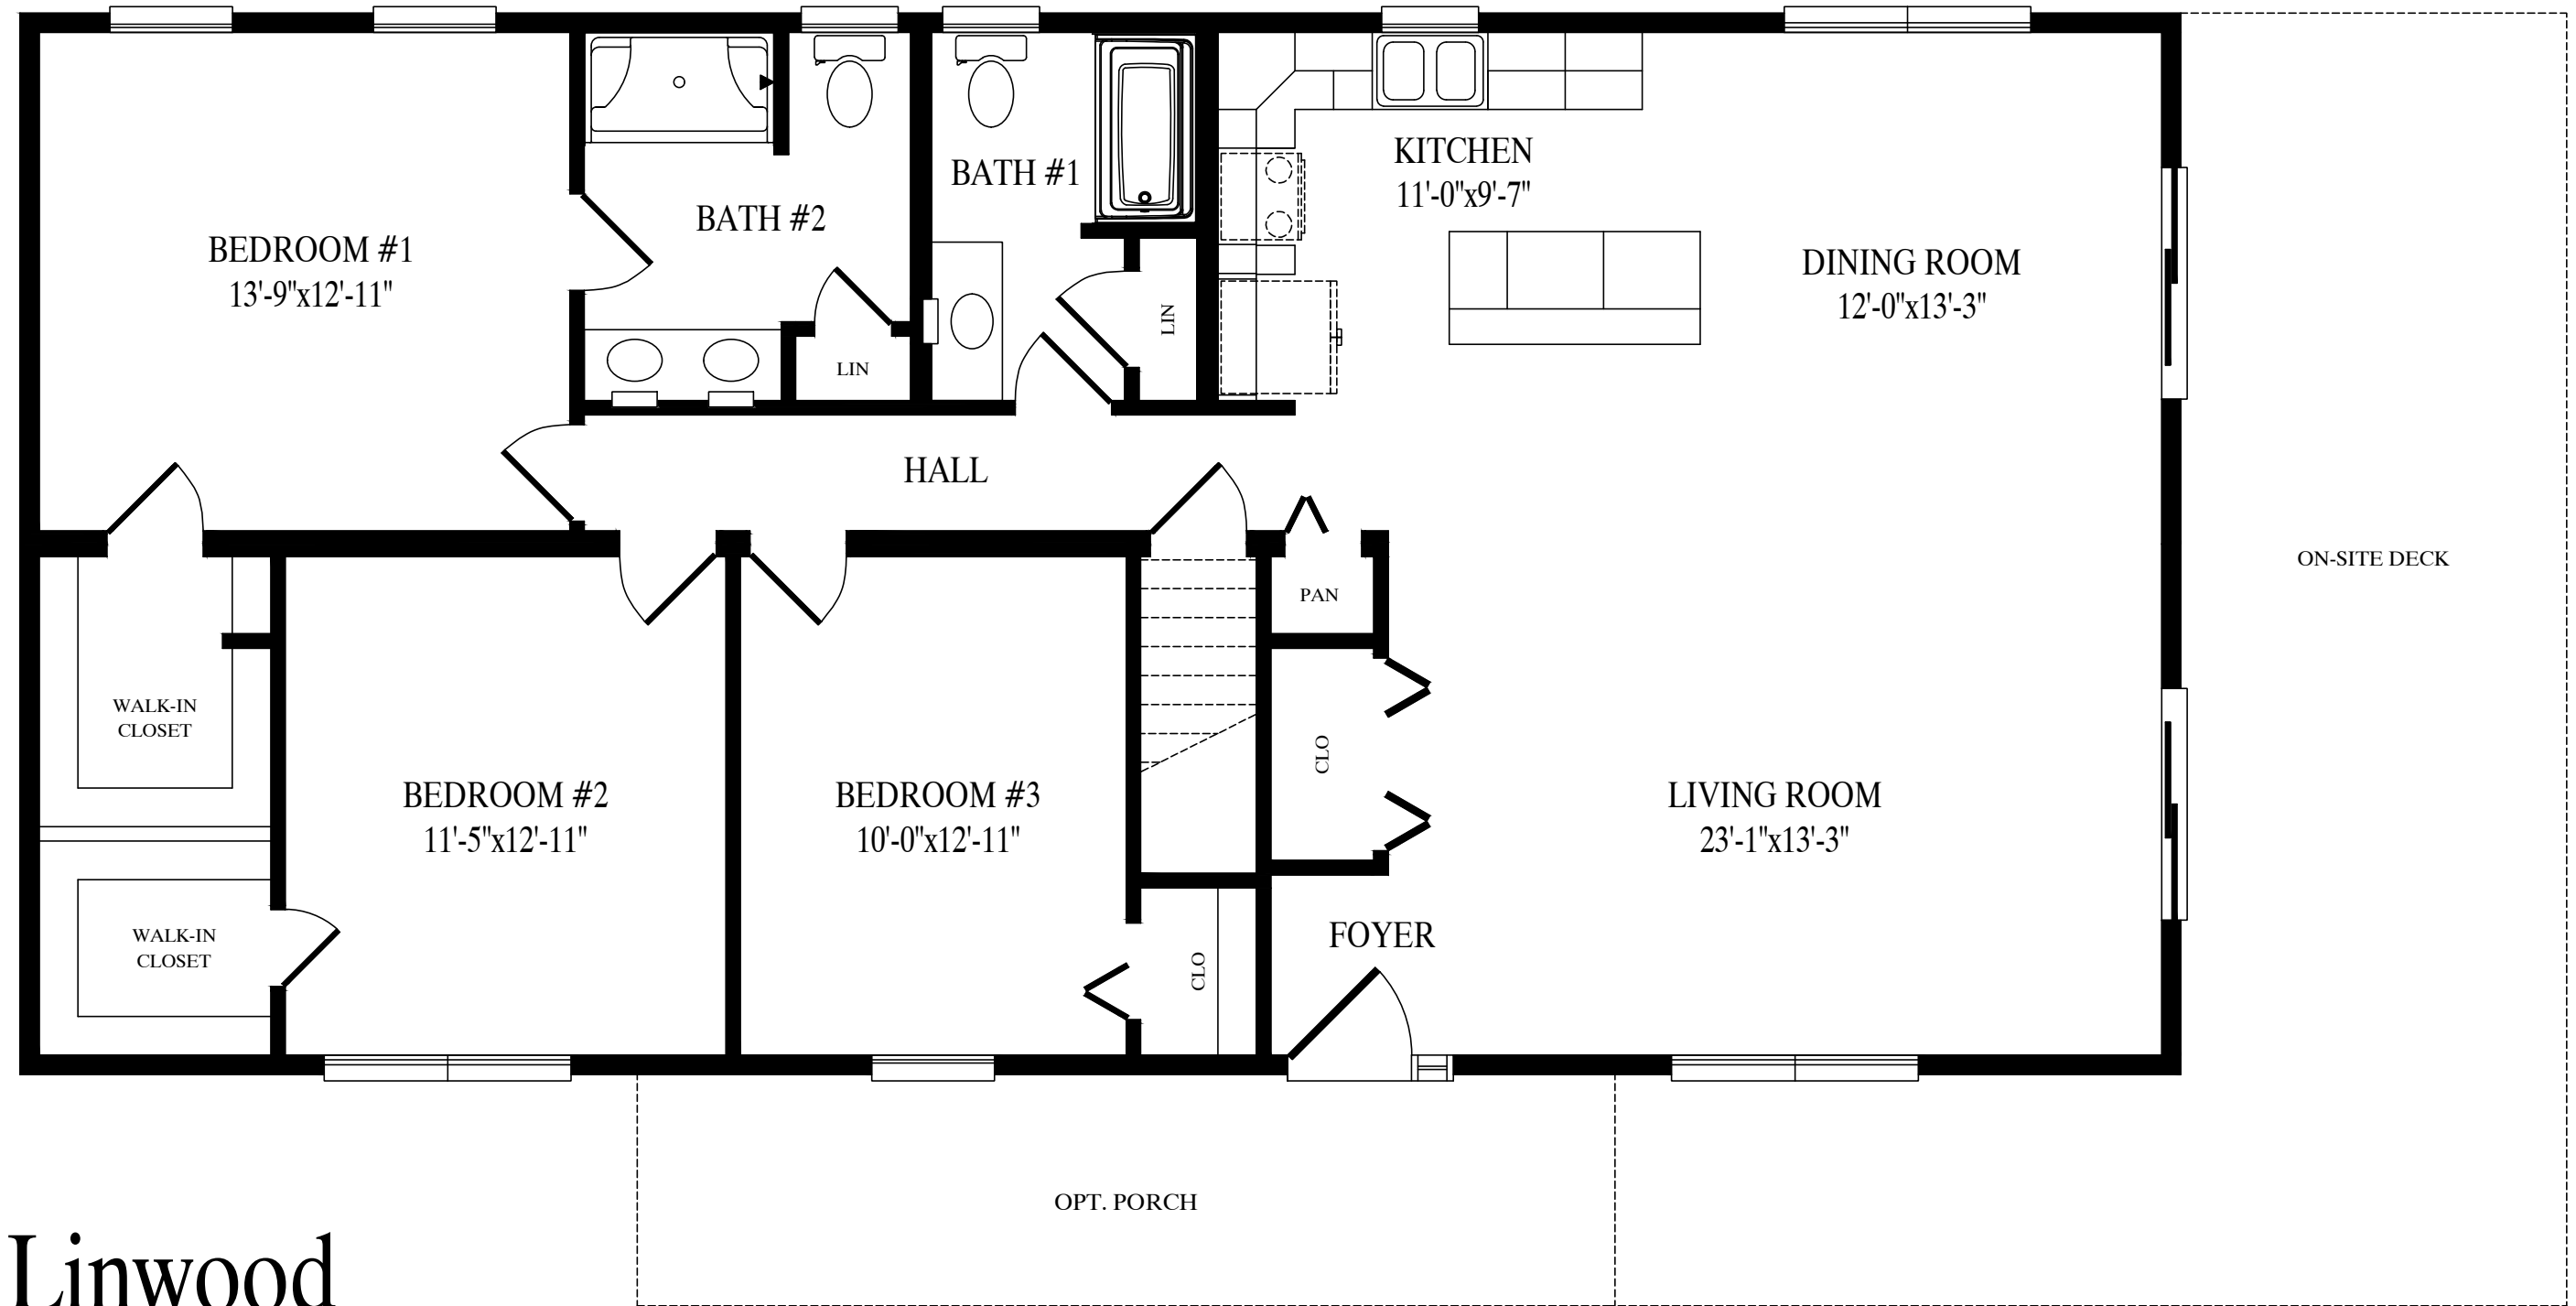 BEDROOM #1
13'-9"x12'-11"
BATH #2
LIN
BATH #1
LIN
KITCHEN
11'-0"x9'-7"
DINING ROOM
12'-0"x13'-3"
HALL
ON-SITE DECK
PAN
WALK-IN
CLOSET
BEDROOM #2
11'-5"x12'-11"
BEDROOM #3
10'-0"x12'-11"
CLO
LIVING ROOM
23'-1"x13'-3"
WALK-IN
CLOSET
CLO
FOYER
OPT. PORCH
Linwood